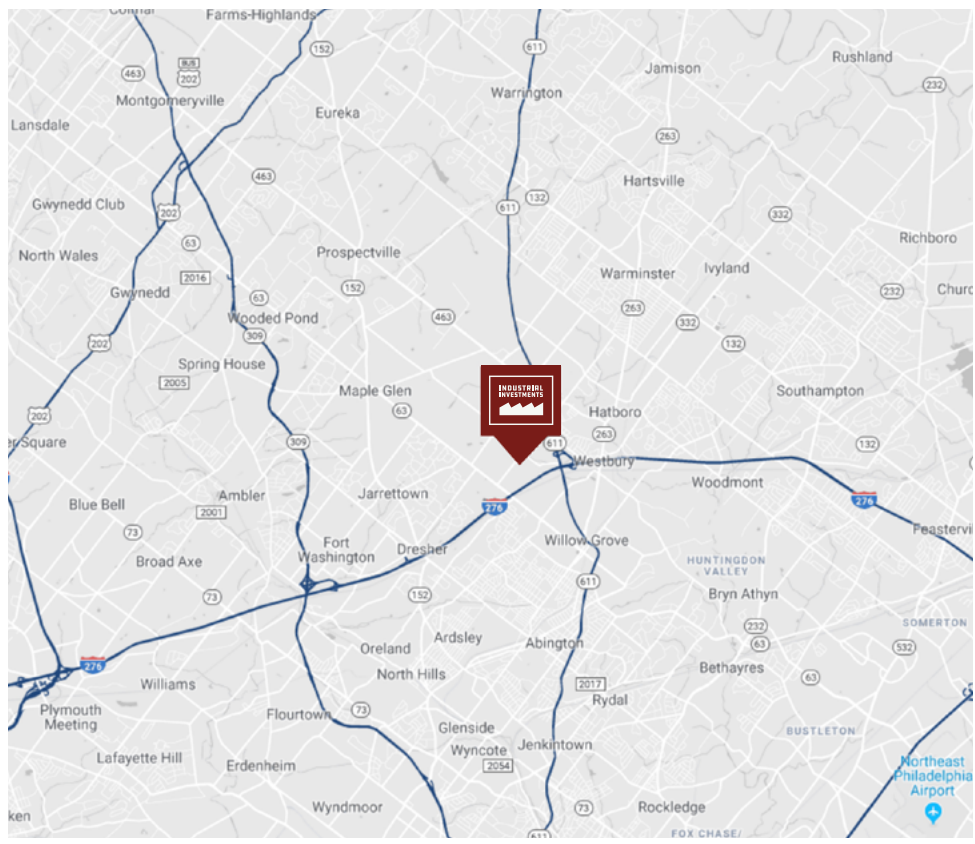 Colmar
Farms-Highlands
611
152
Rushland
BUS
202
463
Jamison
232
Montgomeryville
Warrington
Eureka
Lansdale
263
463
Hartsville
132
611
Gwynedd Club
202
332
Richboro
63
North Wales
Prospectville
Warminster
Ivyland
2016
152
232
Gwynedd
63
263
Wooded Pond
463
332
309
132
202
Spring House
2005
Maple Glen
INDUSTRIAL
INVESTMENTS
Southampton
202
63
Hatboro
263
er Square
309
611
132
Westbury
Woodmont
Ambler
Jarrettown
276
276
Blue Bell
2001
73
Feastervil
Fort
Washington
Dresher
Willow Grove
Broad Axe
HUNTINGDON
VALLEY
611
73
152
Bryn Athyn
232
SOMERTON
Ardsley
Abington
63
532
Oreland
276
Bethayres
North Hills
63
Williams
2017
Rydal
Plymouth
Meeting
Flourtown
73
Glenside
BUSTLETON
Wyncote
Jenkintown
Lafayette Hill
2054
Erdenheim
Northeast
Philadelphia
Airport
Wyndmoor
73
Rockledge
ken
611
FOX CHASE/